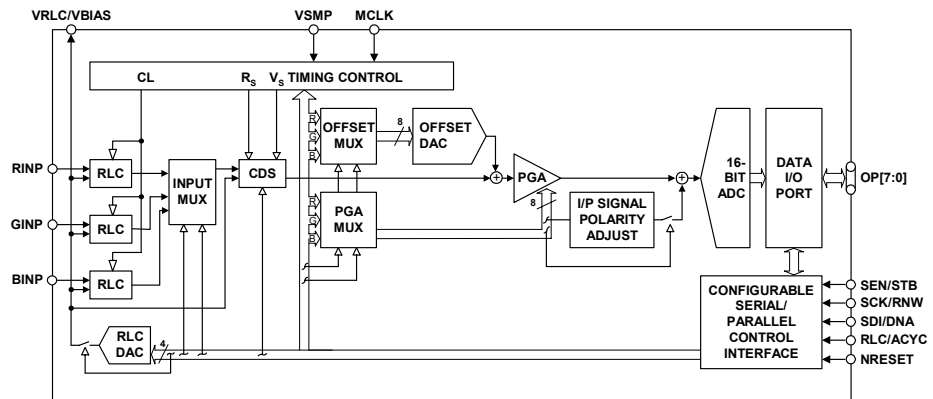 VRLC/VBIAS
VSMP
MCLK
CL
RS
VS TIMING CONTROL
R
G
B
OFFSET
MUX
8
OFFSET
DAC
RINP
RLC
INPUT
MUX
CDS
+
PGA
+
16-
BIT
ADC
DATA
I/O
PORT
OP[7:0]
GINP
RLC
R
G
B
PGA
MUX
8
I/P SIGNAL
POLARITY
ADJUST
BINP
RLC
CONFIGURABLE
SERIAL/
PARALLEL
CONTROL
INTERFACE
SEN/STB
SCK/RNW
SDI/DNA
RLC/ACYC
NRESET
RLC
DAC
4